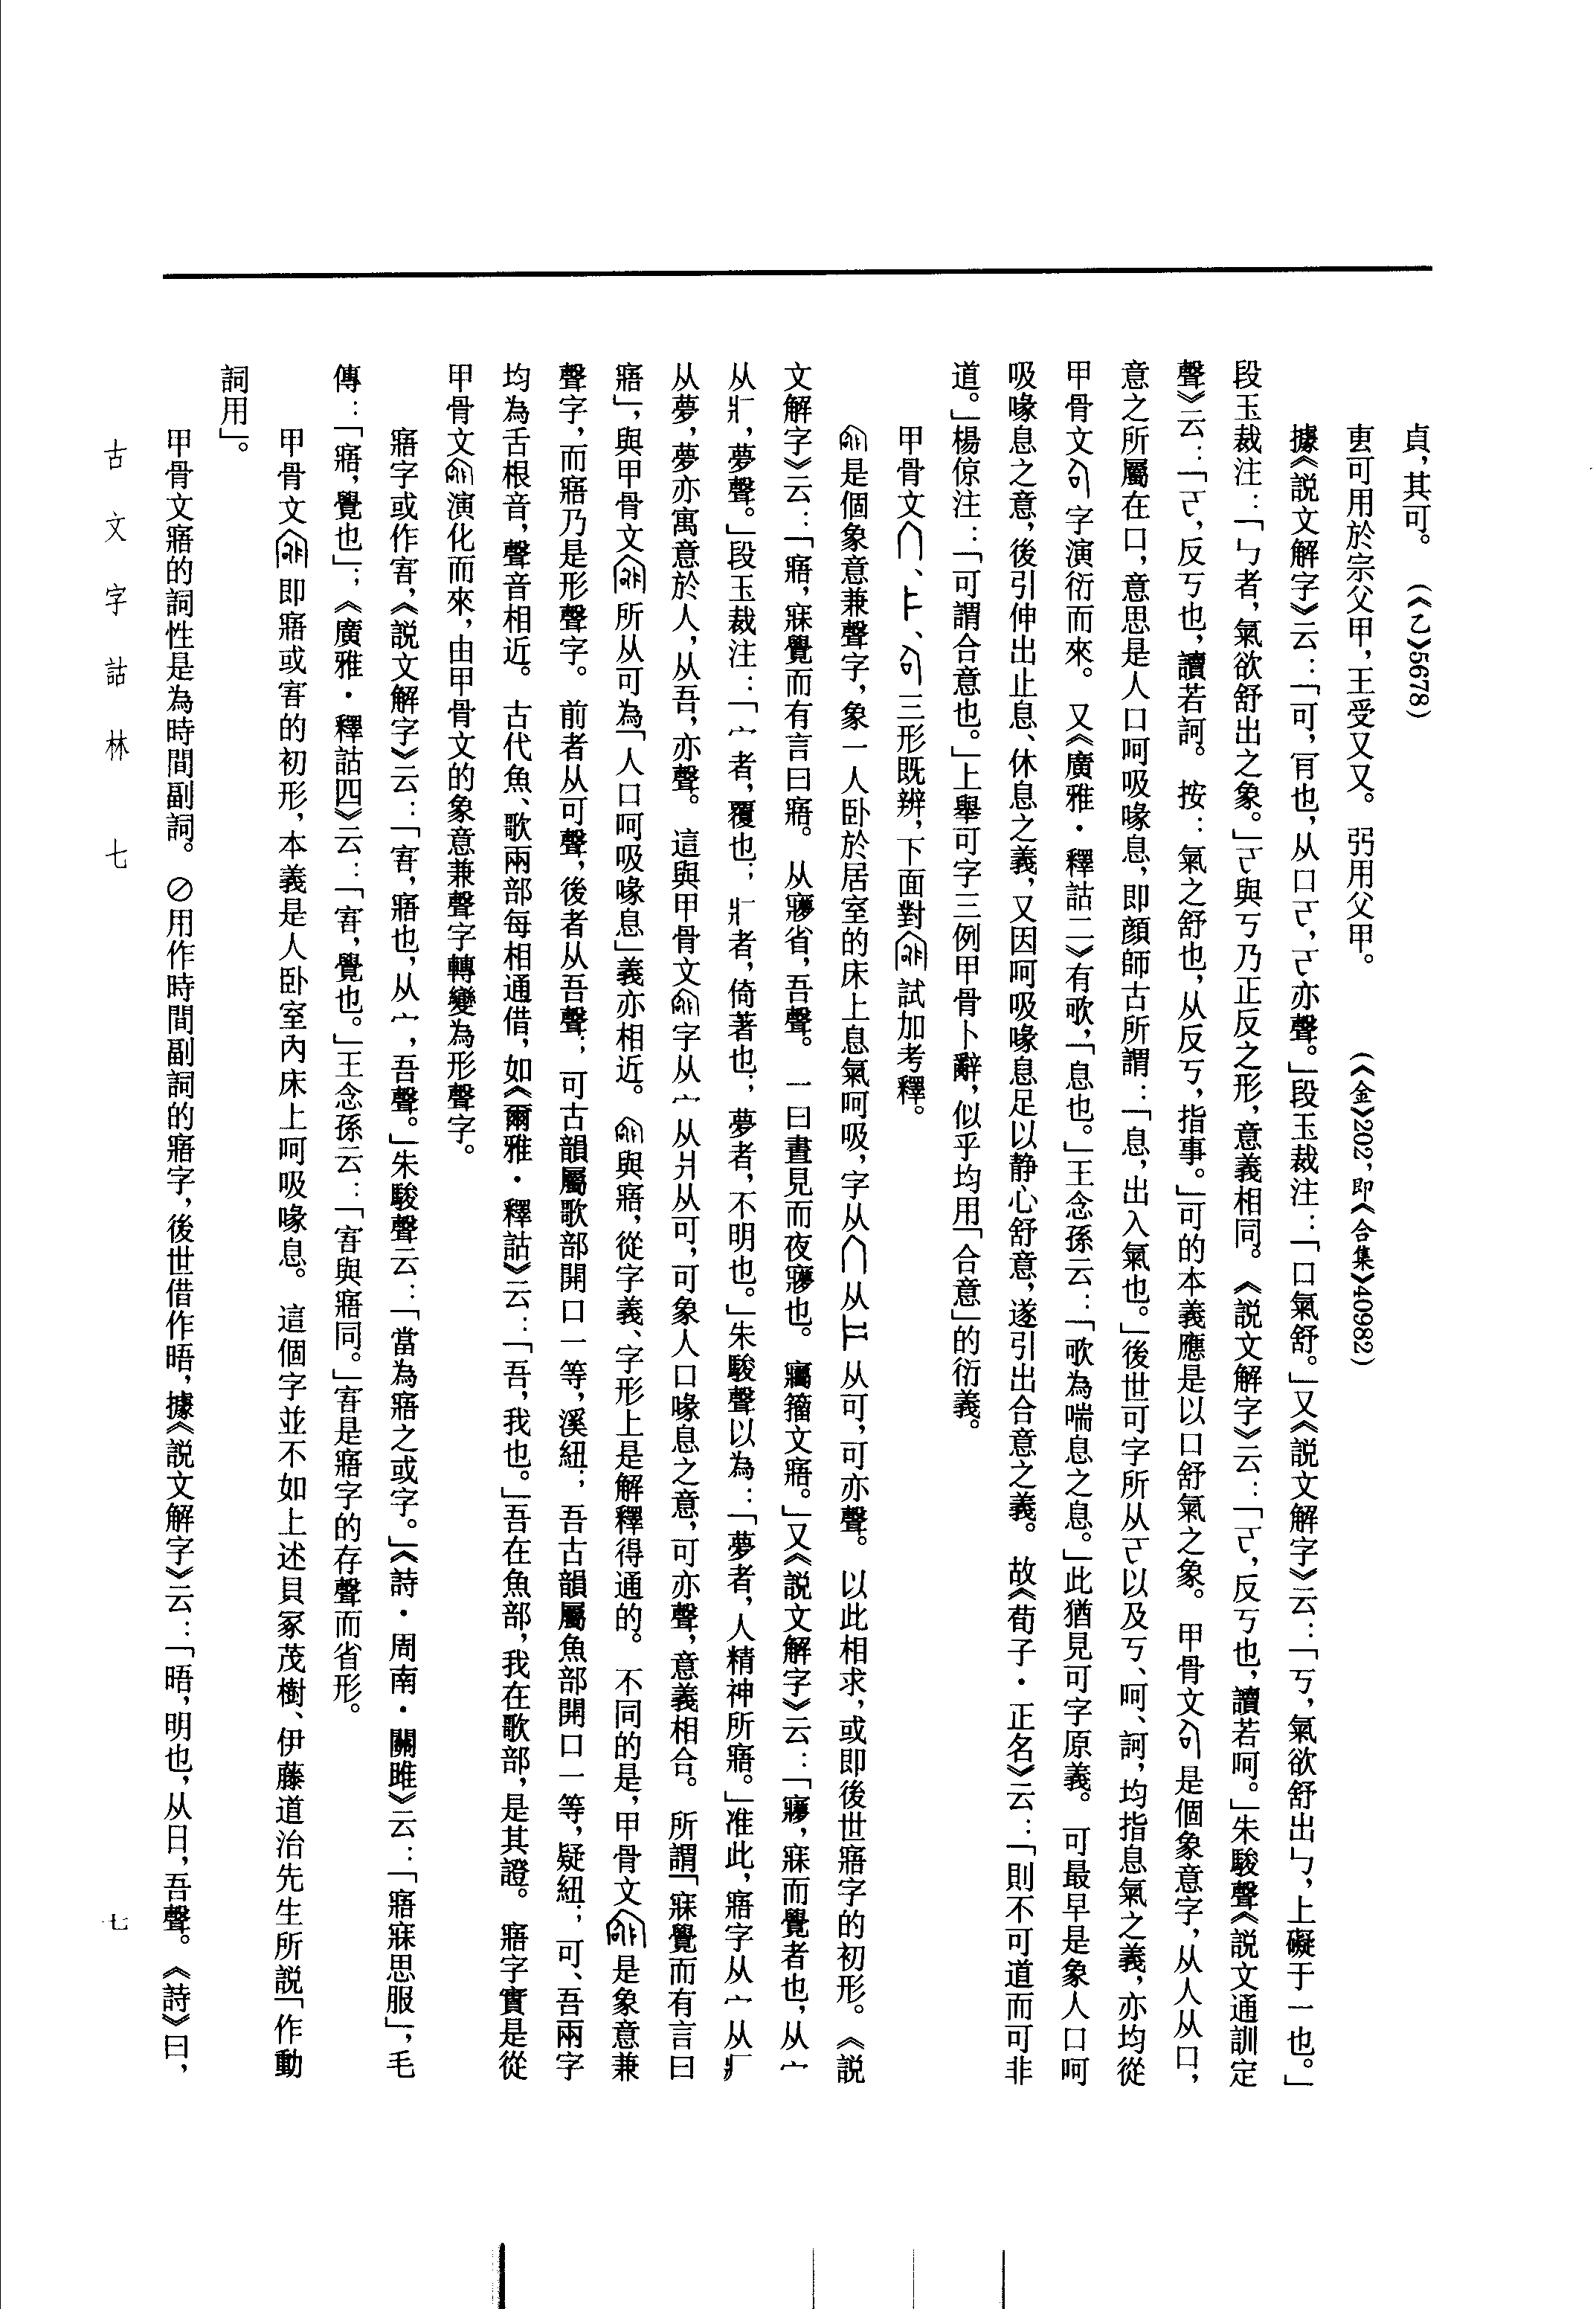 貞，其可。　（《乙》5678）
叀可用於宗父甲，王受又又。弜用父甲。　（《金》202，即《合集》40982）
據《說文解字》云：「可，肎也，从口𠀀，𠀀亦聲。」段玉裁注：「口氣舒。」又《說文解字》云：「丂，氣欲舒出㇉，上礙于一也。」
段玉裁注：「㇉者，氣欲舒出之象。」𠀀與丂乃正反之形，意義相同。《說文解字》云：「𠀀，反丂也，讀若呵。」朱駿聲《說文通訓定
聲》云：「𠀀，反丂也，讀若訶。按：氣之舒也，从反丂，指事。」可的本義應是以口舒氣之象。甲骨文是個象意字，从人从口，
意之所屬在口，意思是人口呵吸喙息，即顏師古所謂：「息，出入氣也。」後世可字所从𠀀以及丂、呵、訶，均指息氣之義，亦均從
甲骨文字演衍而來。又《廣雅·釋詁二》有歌，「息也。」王念孫云：「歌為喘息之息。」此猶見可字原義。可最早是象人口呵
吸喙息之意，後引伸出止息、休息之義，又因呵吸喙息足以静心舒意，遂引出合意之義。故《荀子·正名》云：「則不可道而可非
道。」楊倞注：「可謂合意也。」上舉可字三例甲骨卜辭，似乎均用「合意」的衍義。
甲骨文、、三形既辨，下面對試加考釋。
是個象意兼聲字，象一人卧於居室的床上息氣呵吸，字从从从可，可亦聲。以此相求，或即後世寤字的初形。《說
文解字》云：「寤，寐覺而有言曰寤。从㝱省，吾聲。一曰晝見而夜㝱也。㝲籀文寤。」又《說文解字》云：「㝱，寐而覺者也，从宀
从疒，夢聲。」段玉裁注：「宀者，覆也；疒者，倚著也；夢者，不明也。」朱駿聲以為：「夢者，人精神所寤。」准此，寤字从宀从疒
从夢，夢亦寓意於人，从吾，亦聲。這與甲骨文字从宀从爿从可，可象人口喙息之意，可亦聲，意義相合。所謂「寐覺而有言曰
寤」，與甲骨文所从可為「人口呵吸喙息」義亦相近。與寤，從字義、字形上是解釋得通的。不同的是，甲骨文是象意兼
聲字，而寤乃是形聲字。前者从可聲，後者从吾聲；可古韻屬歌部開口一等，溪紐；吾古韻屬魚部開口一等，疑紐；可、吾兩字
均為舌根音，聲音相近。古代魚、歌兩部每相通借，如《爾雅·釋詁》云：「吾，我也。」吾在魚部，我在歌部，是其證。寤字實是從
甲骨文演化而來，由甲骨文的象意兼聲字轉變為形聲字。
寤字或作㝛，《說文解字》云：「㝛，寤也，从宀，吾聲。」朱駿聲云：「當為寤之或字。」《詩·周南·關雎》云：「寤寐思服」，毛
傳：「寤，覺也」；《廣雅·釋詁四》云：「㝛，覺也。」王念孫云：「㝛與寤同。」㝛是寤字的存聲而省形。
甲骨文即寤或㝛的初形，本義是人卧室內床上呵吸喙息。這個字並不如上述貝冢茂樹、伊藤道治先生所説「作動
詞用」。
甲骨文寤的詞性是為時間副詞。⊘用作時間副詞的寤字，後世借作晤，據《說文解字》云：「晤，明也，从日，吾聲。《詩》曰，
古文字詁林　七
七